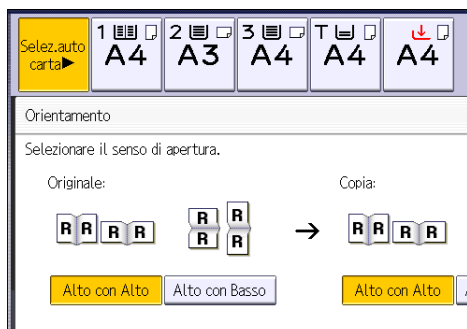 Selez.auto
carta▶
1
A4
2
A3
3
A4
T
A4
A4
Orientamento
Selezionare il senso di apertura.
Originale:
Copia:
R R R R
R R
R R
→
R R R R
Alto con Alto
Alto con Basso
Alto con Alto